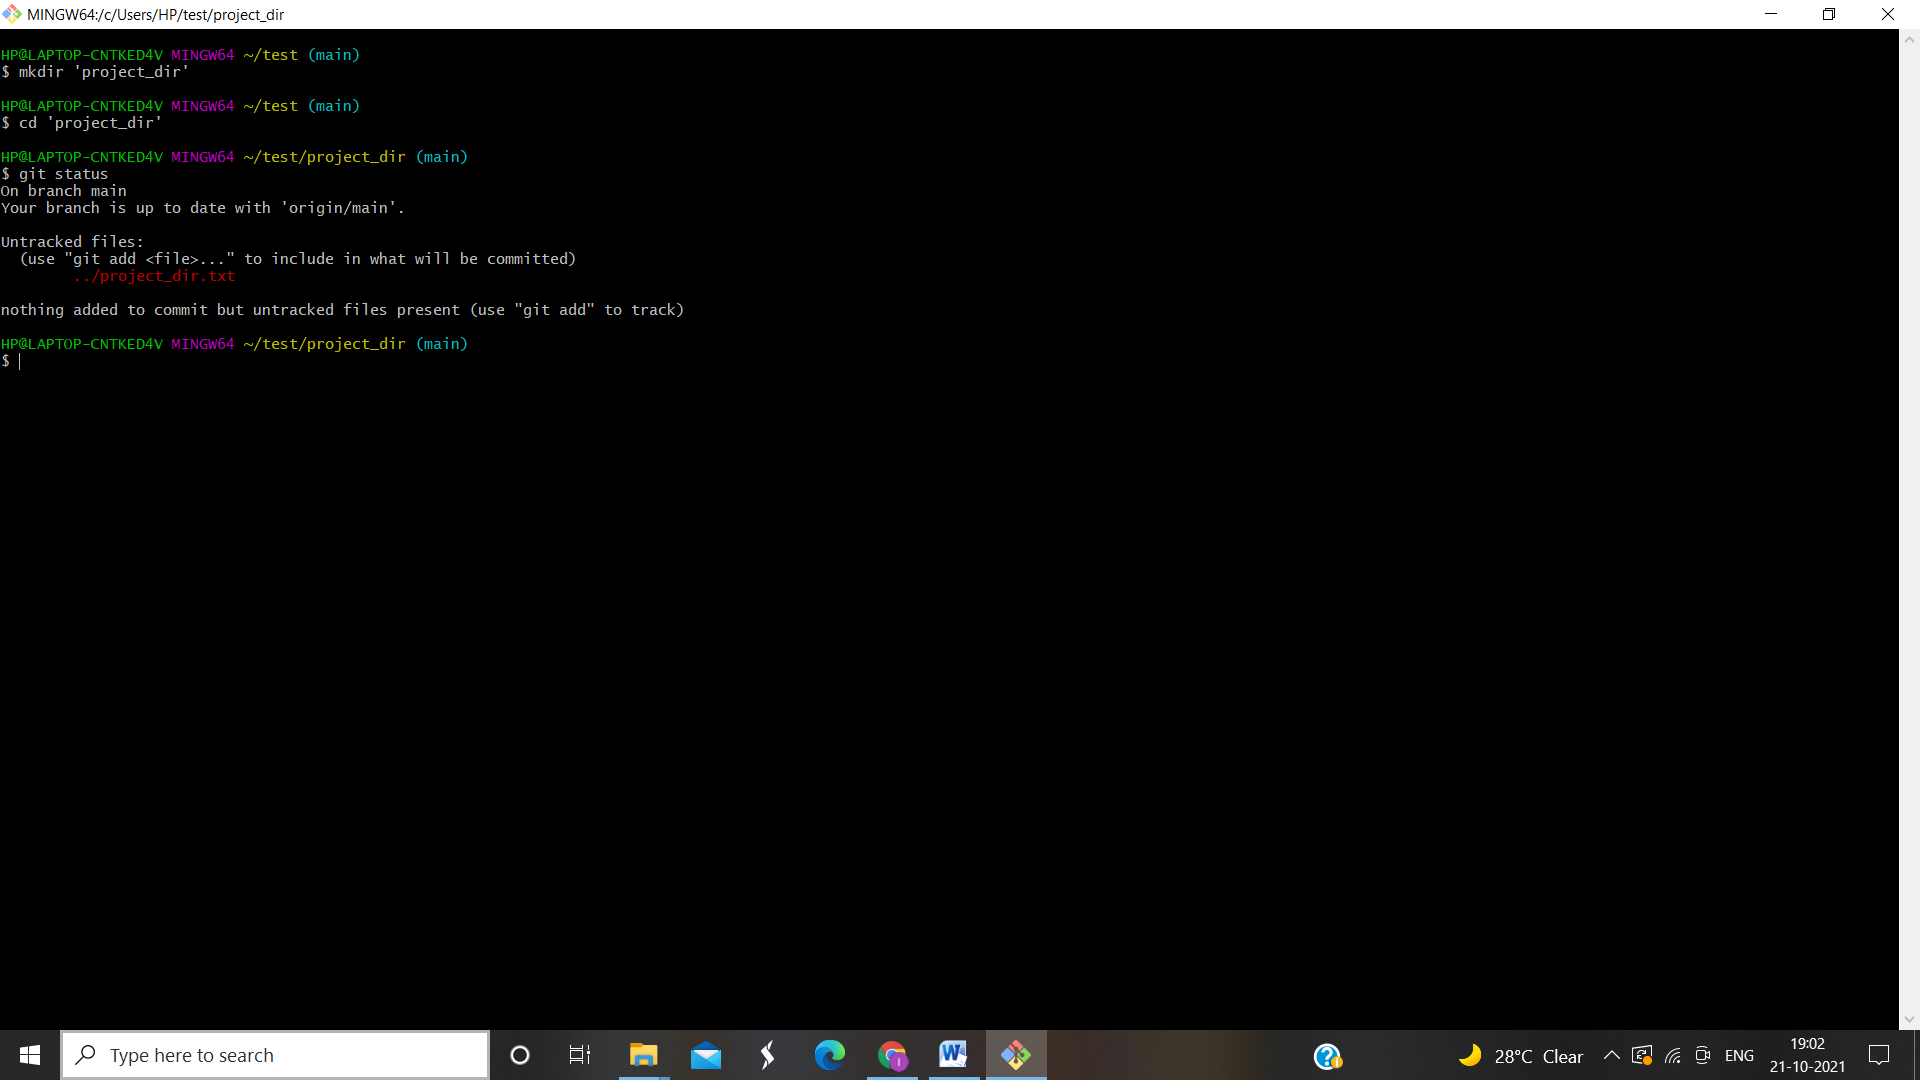 MINGW64:/c/Users/HP/test/project_dir
HP@LAPTOP-CNTKED4V MINGW64 ~/test (main)
$ mkdir 'project_dir'
HP@LAPTOP-CNTKED4V MINGW64 ~/test (main)
$ cd 'project_dir'
HP@LAPTOP-CNTKED4V MINGW64 ~/test/project_dir (main)
$ git status
On branch main
Your branch is up to date with 'origin/main'.
Untracked files:
(use "git add <file>..." to include in what will be committed)
../project_dir.txt
nothing added to commit but untracked files present (use "git add" to track)
HP@LAPTOP-CNTKED4V MINGW64 ~/test/project_dir (main)
$
Type here to search
28°C Clear
ENG
19:02
21-10-2021